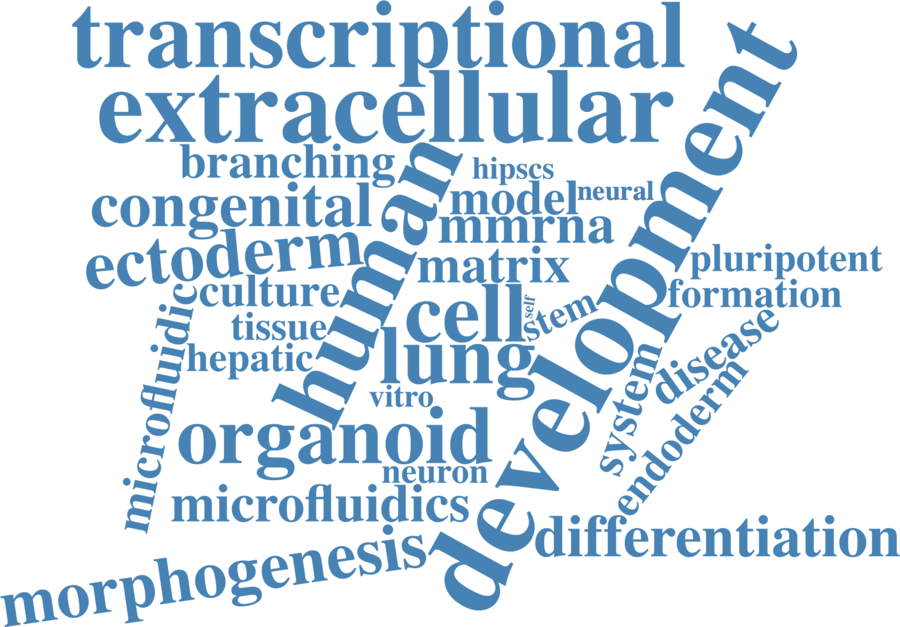 transcriptional
extracellular
development
branching
human
hipscs
congenital
model
neural
mmrna
ectoderm
matrix
pluripotent
culture
cell
self
stem
formation
microfluidic
tissue
lung
disease
hepatic
system
endoderm
vitro
organoid
neuron
microfluidics
differentiation
morphogenesis